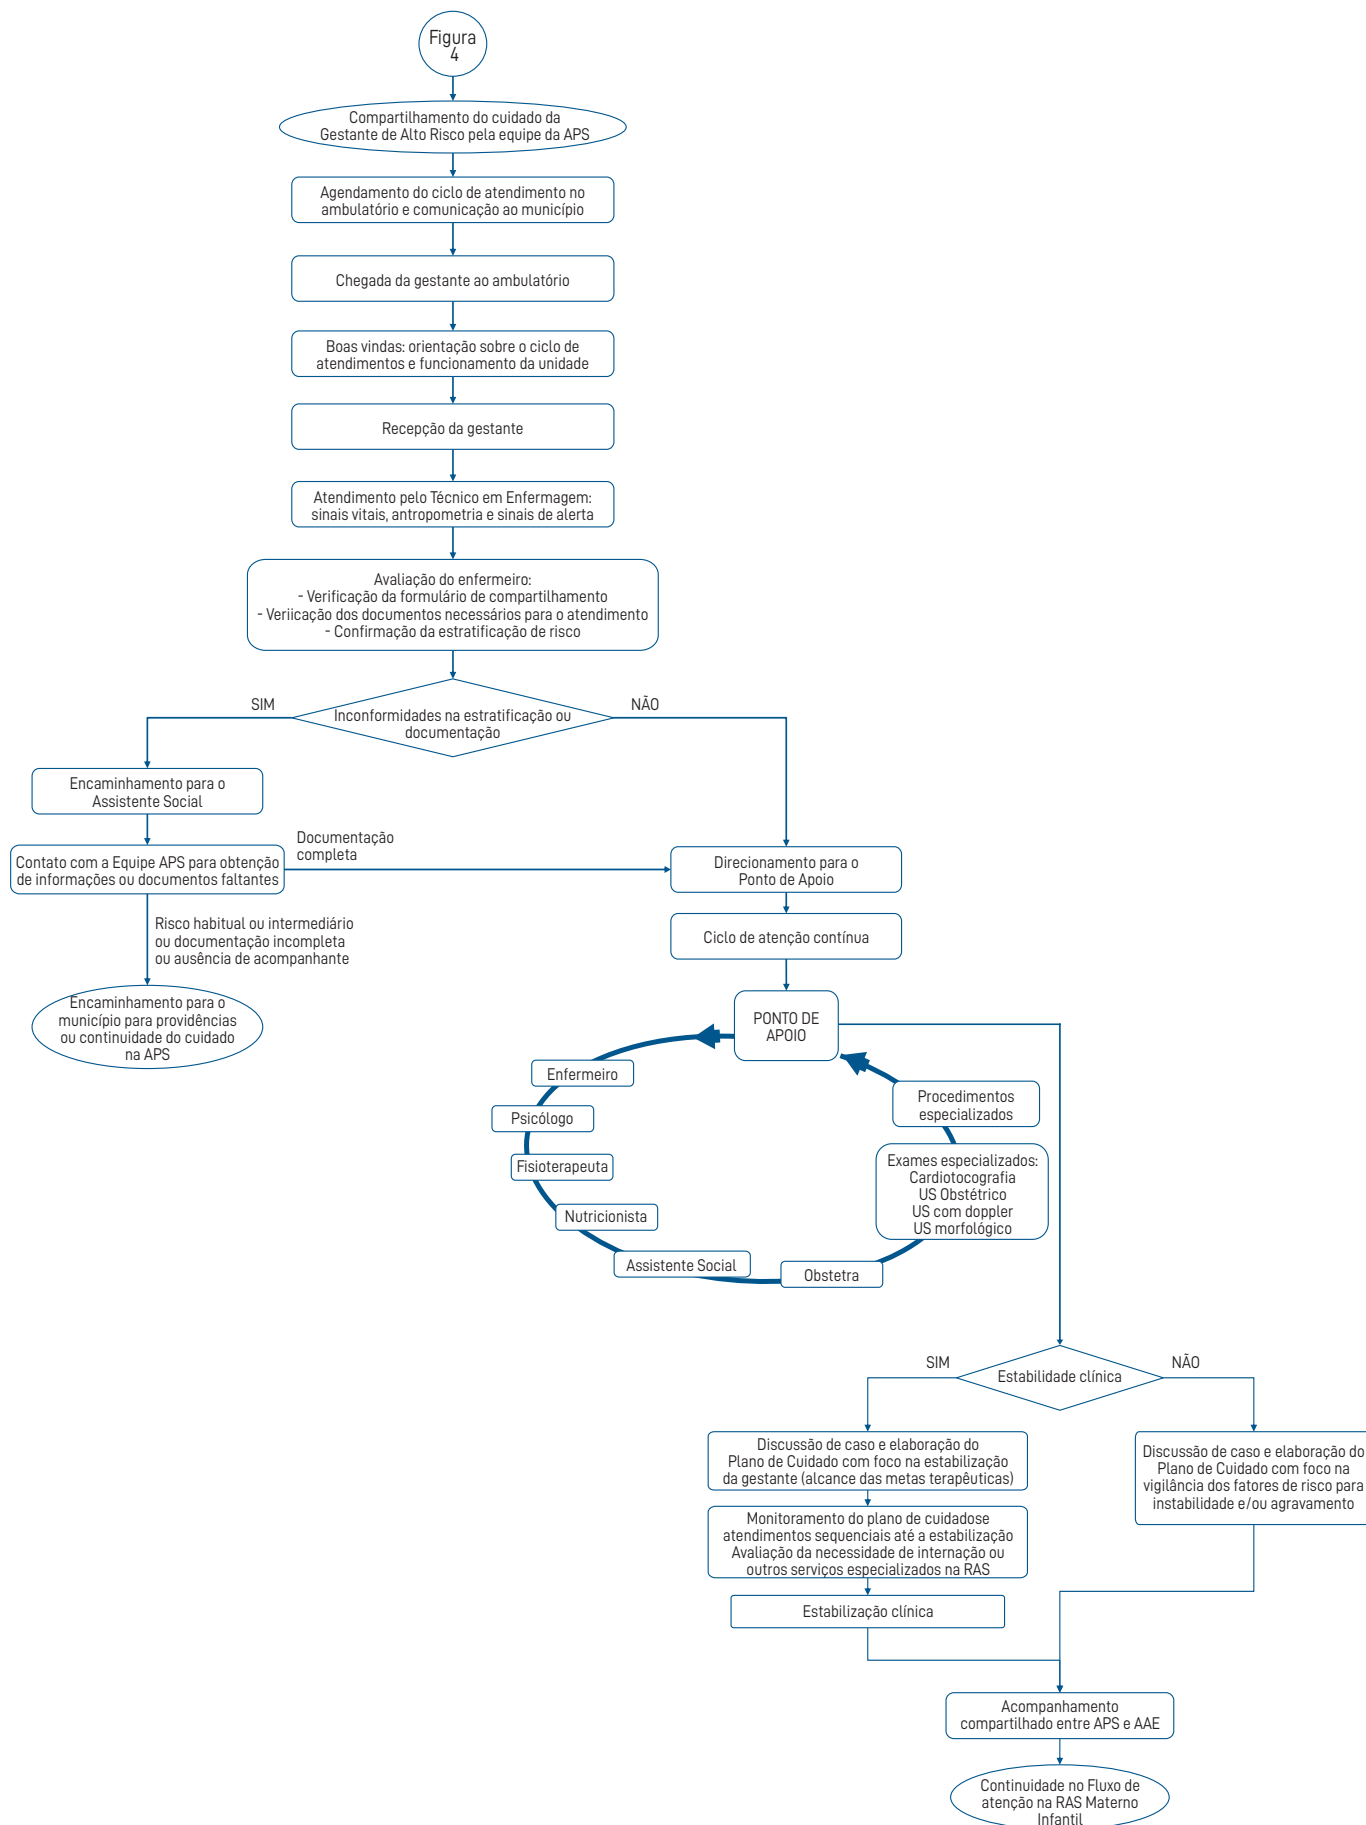 Figura
4
Compartilhamento do cuidado da
Gestante de Alto Risco pela equipe da APS
Agendamento do ciclo de atendimento no
ambulatório e comunicação ao município
Chegada da gestante ao ambulatório
Boas vindas: orientação sobre o ciclo de
atendimentos e funcionamento da unidade
Recepção da gestante
Atendimento pelo Técnico em Enfermagem:
sinais vitais, antropometria e sinais de alerta
Avaliação do enfermeiro:
- Verificação da formulário de compartilhamento
- Veriicação dos documentos necessários para o atendimento
- Confirmação da estratificação de risco
SIM
NÃO
Inconformidades na estratificação ou
documentação
Encaminhamento para o
Assistente Social
Contato com a Equipe APS para obtenção
de informações ou documentos faltantes
Documentação
completa
Direcionamento para o
Ponto de Apoio
Risco habitual ou intermediário
ou documentação incompleta
ou ausência de acompanhante
Ciclo de atenção contínua
Encaminhamento para o
município para providências
ou continuidade do cuidado
na APS
PONTO DE
APOIO
Enfermeiro
Psicólogo
Fisioterapeuta
Nutricionista
Assistente Social
Obstetra
Exames especializados:
Cardiotocografia
US Obstétrico
US com doppler
US morfológico
Procedimentos
especializados
SIM
NÃO
Estabilidade clínica
Discussão de caso e elaboração do
Plano de Cuidado com foco na estabilização
da gestante (alcance das metas terapêuticas)
Discussão de caso e elaboração do
Plano de Cuidado com foco na
vigilância dos fatores de risco para
instabilidade e/ou agravamento
Monitoramento do plano de cuidadose
atendimentos sequenciais até a estabilização
Avaliação da necessidade de internação ou
outros serviços especializados na RAS
Estabilização clínica
Acompanhamento
compartilhado entre APS e AAE
Continuidade no Fluxo de
atenção na RAS Materno
Infantil